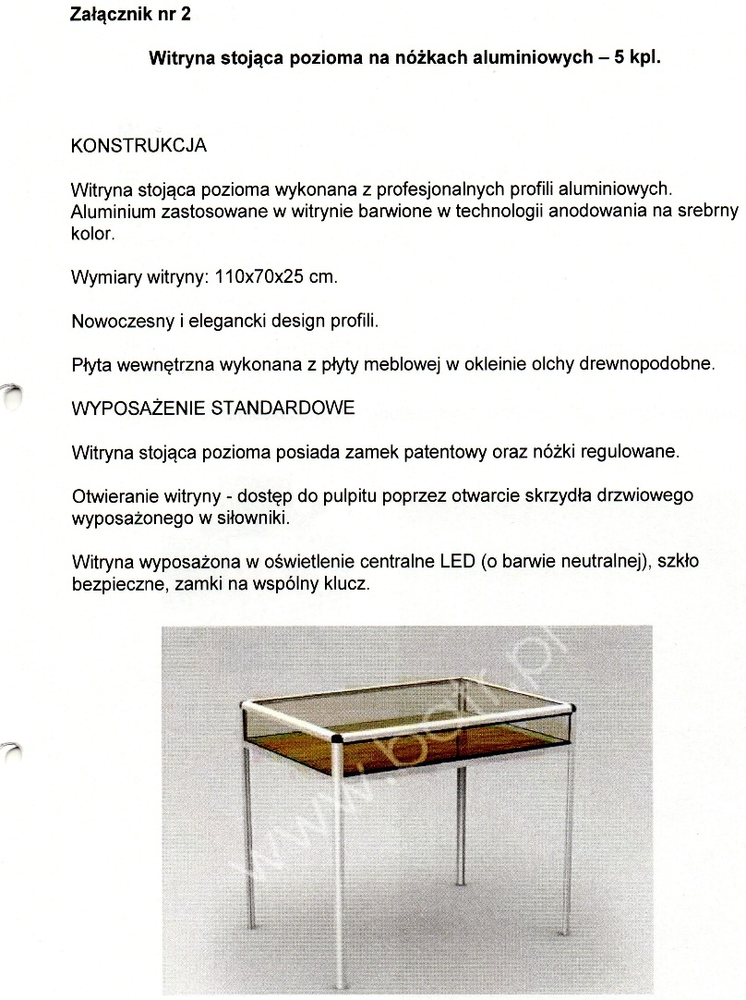 Załącznik nr 2
Witryna stojąca pozioma na nóżkach aluminiowych – 5 kpl.
KONSTRUKCJA
Witryna stojąca pozioma wykonana z profesjonalnych profili aluminiowych.
Aluminium zastosowane w witrynie barwione w technologii anodowania na srebrny
kolor.
Wymiary witryny: 110x70x25 cm.
Nowoczesny i elegancki design profili.
Płyta wewnętrzna wykonana z płyty meblowej w okleinie olchy drewnopodobne.
WYPOSAŻENIE STANDARDOWE
Witryna stojąca pozioma posiada zamek patentowy oraz nóżki regulowane.
Otwieranie witryny - dostęp do pulpitu poprzez otwarcie skrzydła drzwiowego
wyposażonego w siłowniki.
Witryna wyposażona w oświetlenie centralne LED (o barwie neutralnej), szkło
bezpieczne, zamki na wspólny klucz.